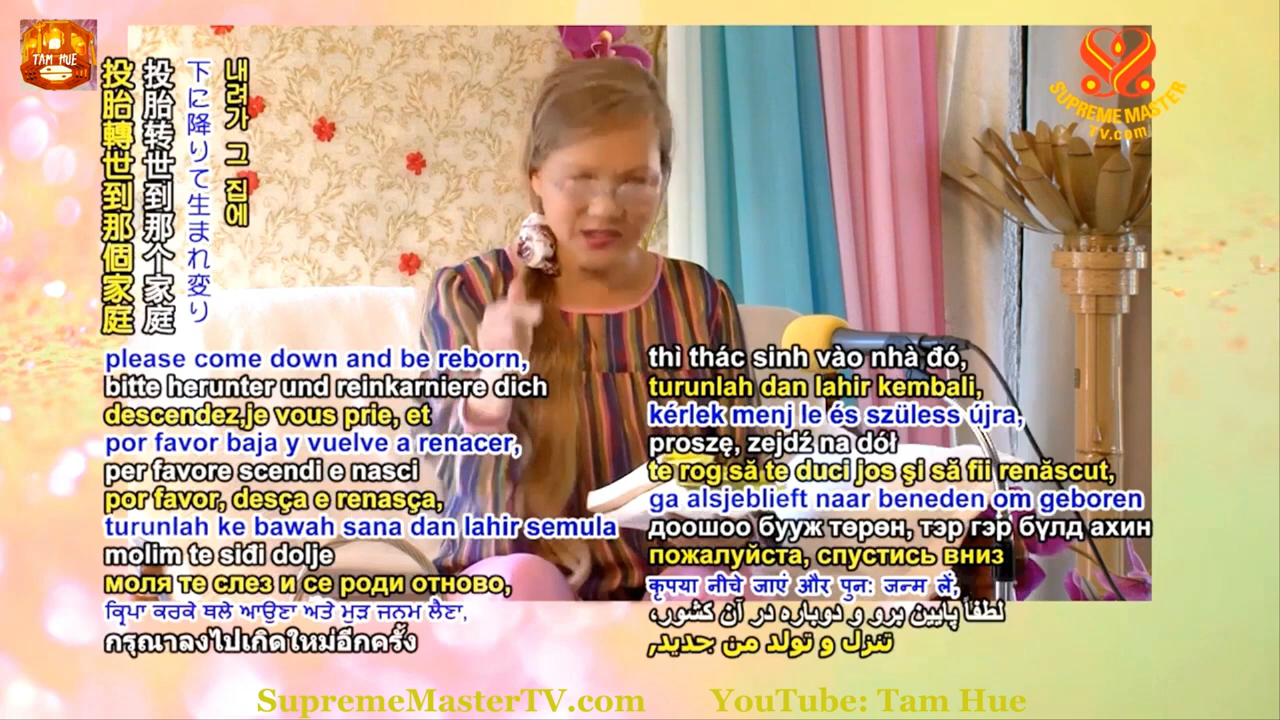 TAM HUE
SUPREME MASTER
TV.com
내려가 그 집에
下に降りて生まれ変り
投胎转世到那个家庭
投胎轉世到那個家庭
please come down and be reborn,
bitte herunter und reinkarniere dich
descendez,je vous prie, et
por favor baja y vuelve a renacer,
per favore scendi e nasci
por favor, desça e renasça,
turunlah ke bawah sana dan lahir semula
molim te siđi dolje
моля те слез и се роди отново,
ਕ੍ਰਿਪਾ ਕਰਕੇ ਥਲੇ ਆਉਣਾ ਅਤੇ ਮੁੜ ਜਨਮ ਲੈਣਾ,
กรุณาลงไปเกิดใหม่อีกครั้ง
thì thác sinh vào nhà đó,
turunlah dan lahir kembali,
kérlek menj le és szüless újra,
proszę, zejdź na dół
te rog să te duci jos şi să fii renăscut,
ga alsjeblieft naar beneden om geboren
доошоо бууж төрөн, тэр гэр бүлд ахин
пожалуйста, спустись вниз
कृपया नीचे जाएं और पुनः जन्म लें,
لطفاً پایین برو و دوباره در آن کشور،
تنزل و تولد من جديد,
SupremeMasterTV.com
YouTube: Tam Hue